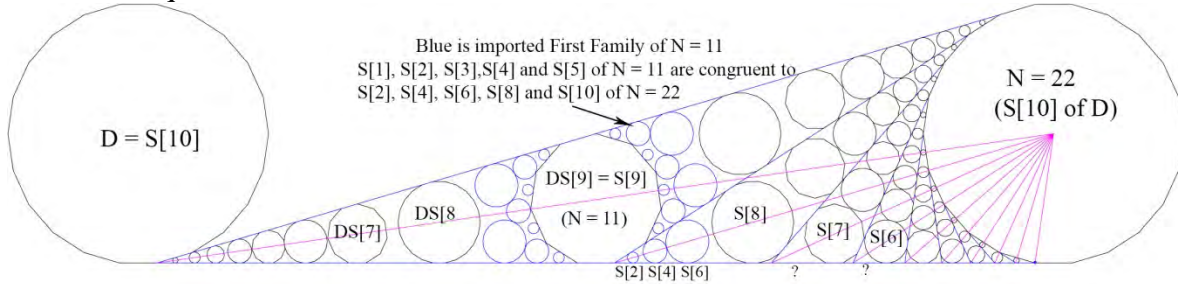 Blue is imported First Family of N = 11
S[1], S[2], S[3],S[4] and S[5] of N = 11 are congruent to
S[2], S[4], S[6], S[8] and S[10] of N = 22
N = 22
(S[10] of D)
D = S[10]
DS[9] = S[9]
(N = 11)
DS[8
DS[7]
S[8]
S[7]
S[6]
S[2] S[4] S[6]
?
?